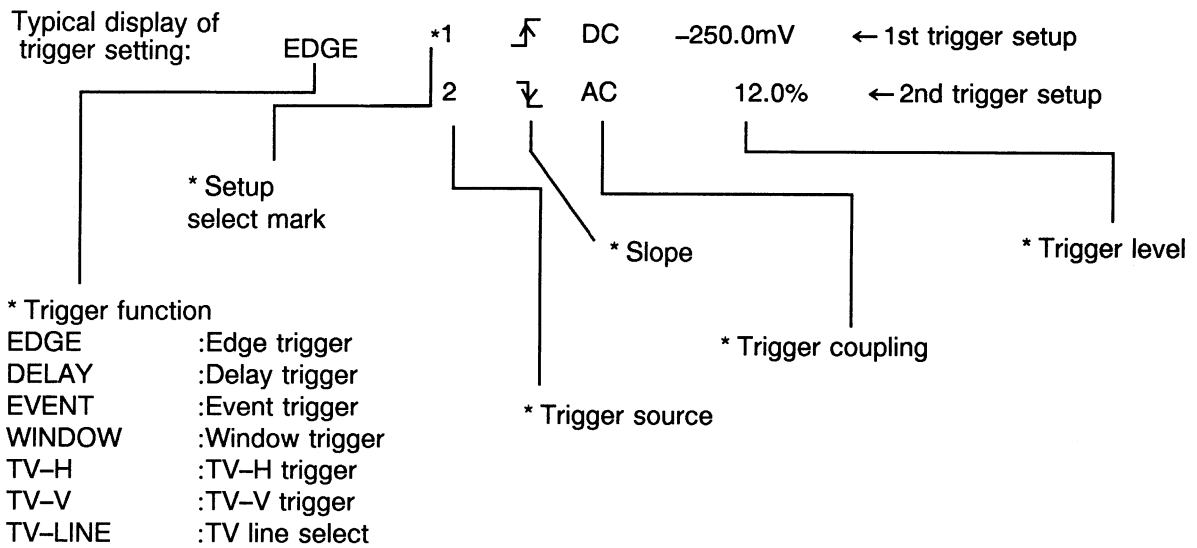 Typical display of
trigger setting:
EDGE *1 DC –250.0mV ← 1st trigger setup
2 AC 12.0% ← 2nd trigger setup
* Setup
select mark
* Slope
* Trigger level
* Trigger function
* Trigger coupling
* Trigger source
EDGE :Edge trigger
DELAY :Delay trigger
EVENT :Event trigger
WINDOW :Window trigger
TV–H :TV–H trigger
TV–V :TV–V trigger
TV–LINE :TV line select